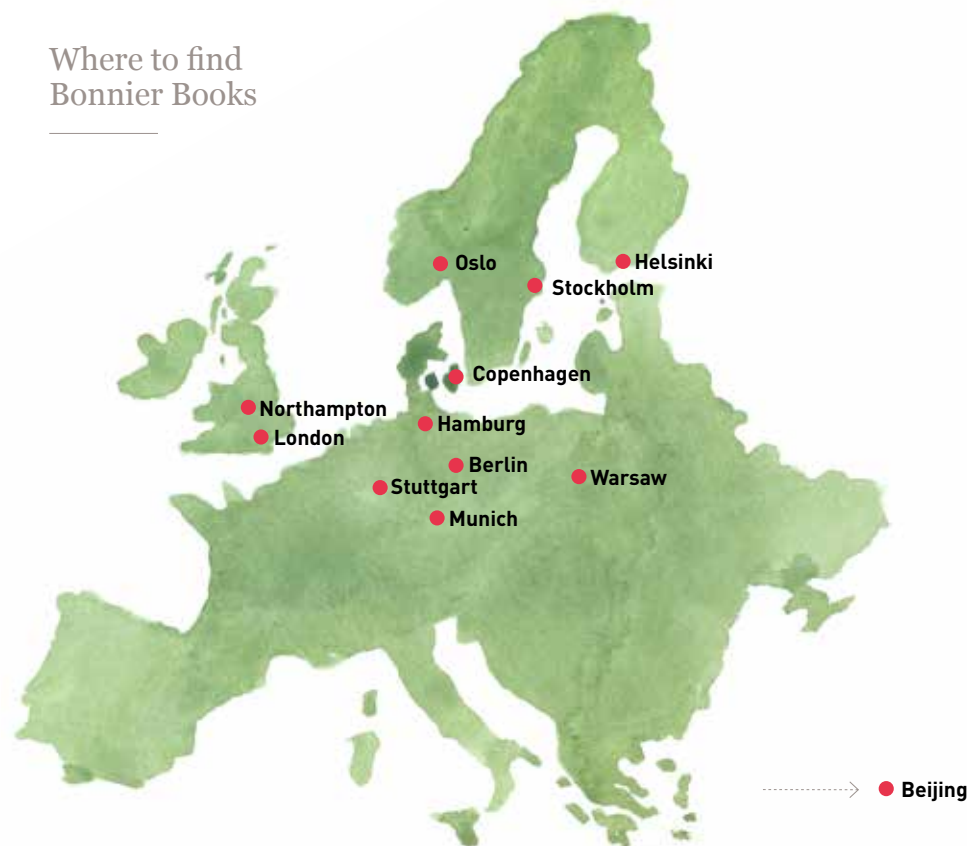 Where to find
Bonnier Books
Oslo
Helsinki
Stockholm
Copenhagen
Northampton
Hamburg
London
Berlin
Warsaw
Stuttgart
Munich
Beijing